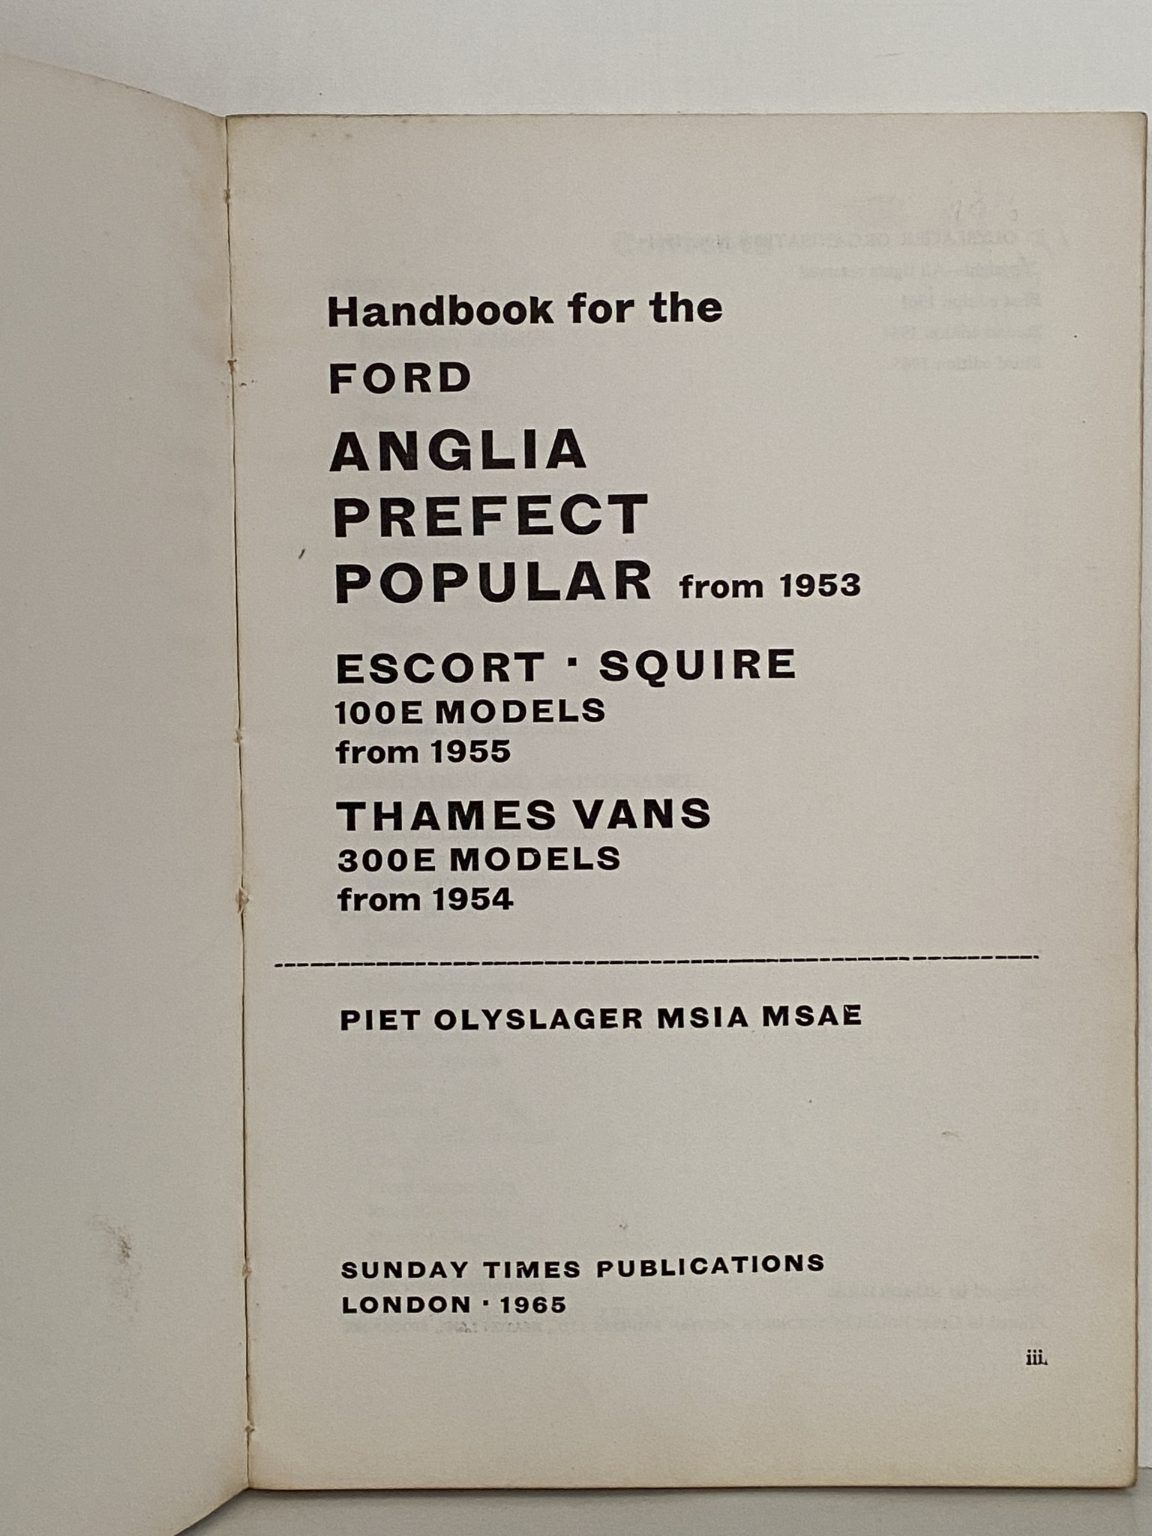 Handbook for the
FORD
ANGLIA
PREFECT
POPULAR from 1953
ESCORT · SQUIRE
100E MODELS
from 1955
THAMES VANS
300E MODELS
from 1954
PIET OLYSLAGER MSIA MSAE
SUNDAY TIMES PUBLICATIONS
LONDON · 1965
iii.